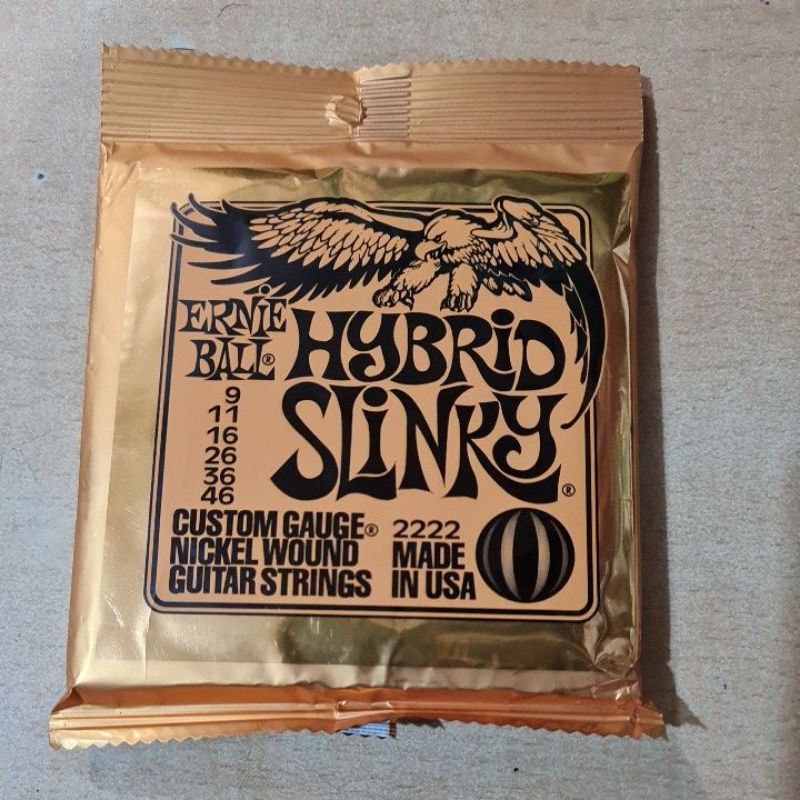 ERNIE
BALL®
HYBRID
SLINKY®
9
11
16
26
36
46
CUSTOM GAUGE®
NICKEL WOUND
GUITAR STRINGS
2222
MADE
IN USA